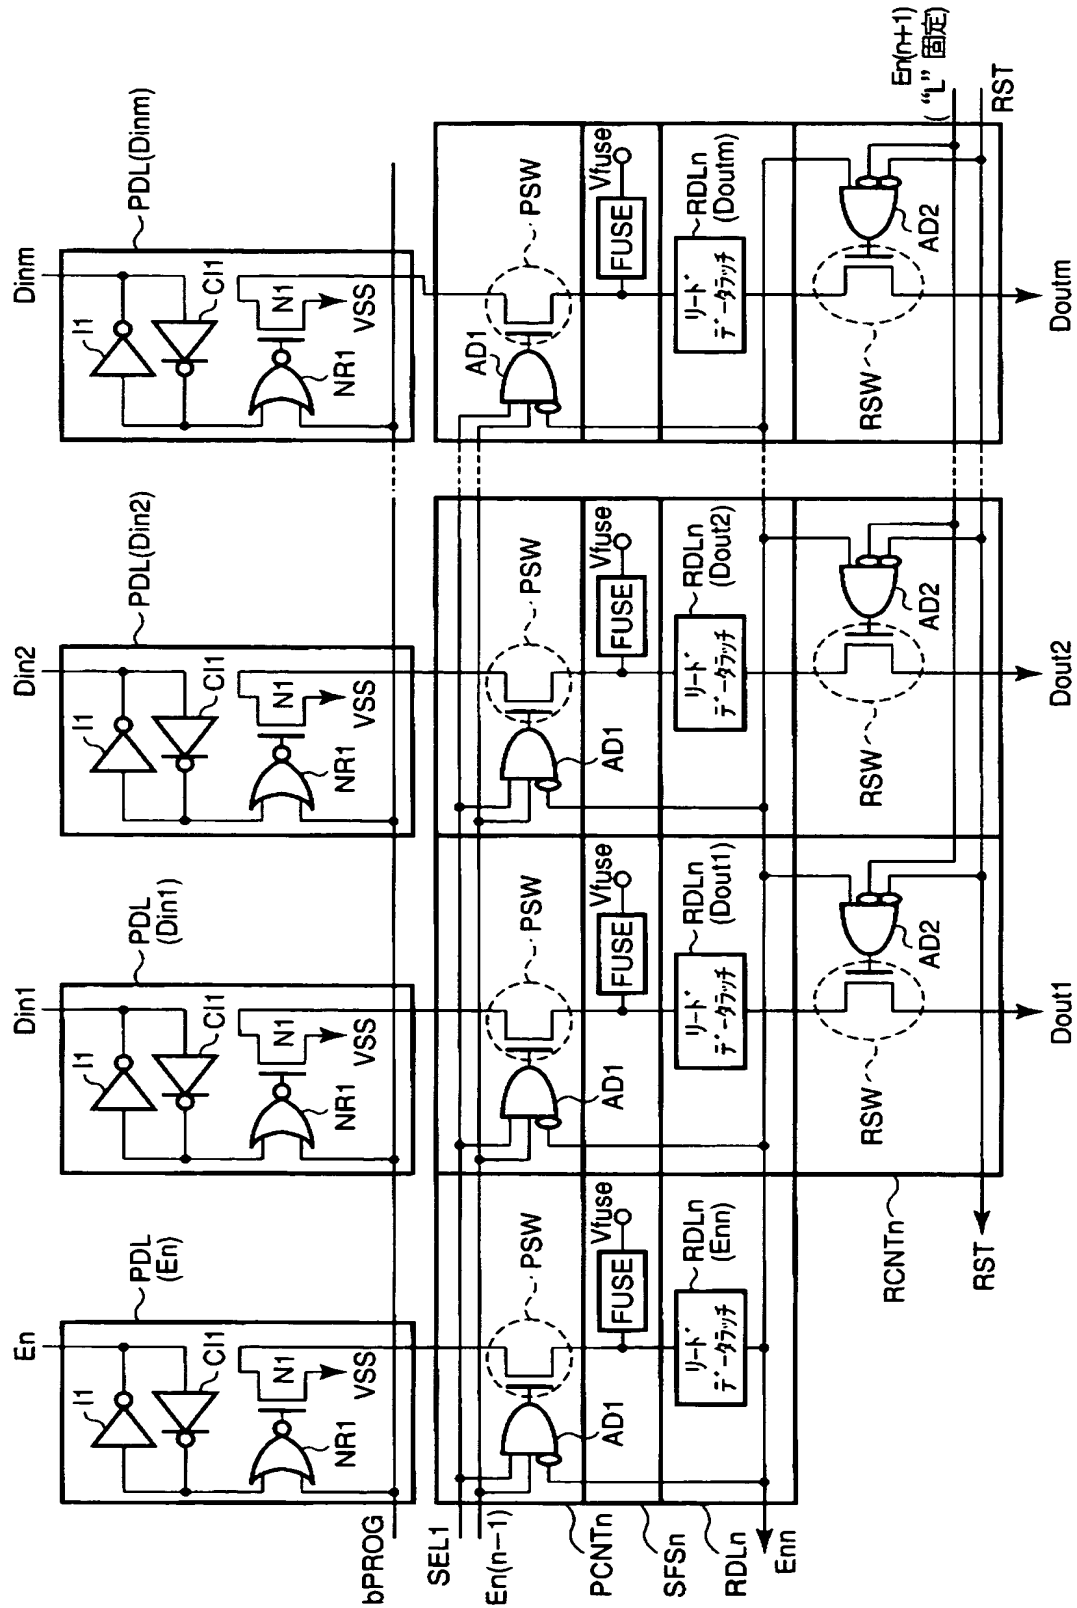 En
Din1
Din2
Dinm
PDL
(En)
PDL
(Din1)
PDL(Din2)
PDL(Dinm)
I1
CI1
N1
VSS
NR1
I1
CI1
N1
VSS
NR1
I1
CI1
N1
VSS
NR1
I1
CI1
N1
VSS
NR1
bPROG
SEL1
En(n−1)
PSW
AD1
PSW
AD1
PSW
AD1
PSW
AD1
PCNTn
Vfuse
FUSE
Vfuse
FUSE
Vfuse
FUSE
Vfuse
FUSE
SFSn
RDLn
(Enn)
リード
データラッチ
RDLn
(Dout1)
リード
データラッチ
RDLn
(Dout2)
リード
データラッチ
RDLn
(Doutm)
リード
データラッチ
RDLn
Enn
RSW
AD2
RSW
AD2
RSW
AD2
RCNTn
En(n+1)
(“L” 固定)
RST
RST
Dout1
Dout2
Doutm